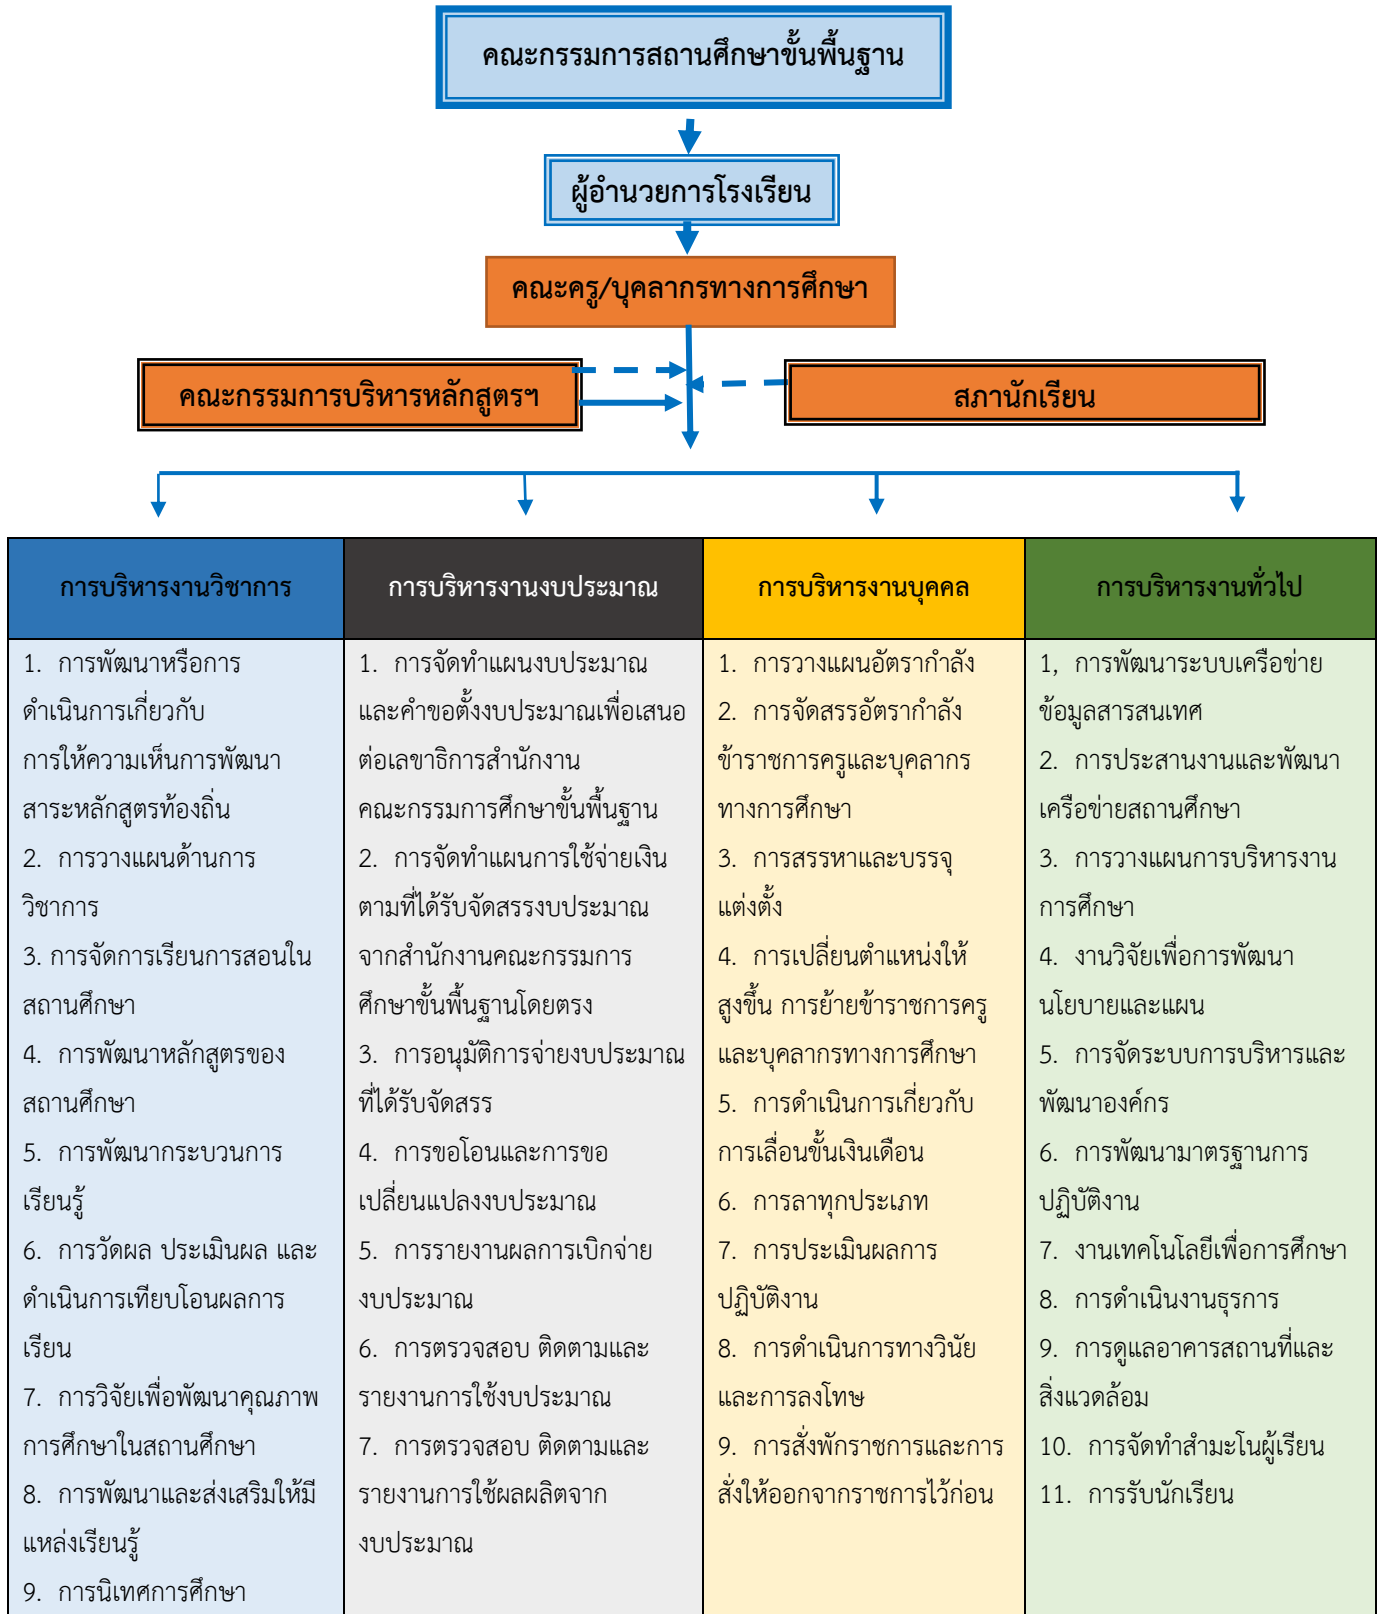 คณะกรรมการสถานศึกษาขั้นพื้นฐาน
ผู้อำนวยการโรงเรียน
คณะครู/บุคลากรทางการศึกษา
คณะกรรมการบริหารหลักสูตรฯ
สภานักเรียน
การบริหารงานวิชาการ
1. การพัฒนาหรือการ
ดำเนินการเกี่ยวกับ
การให้ความเห็นการพัฒนา
สาระหลักสูตรท้องถิ่น
2. การวางแผนด้านการ
วิชาการ
3. การจัดการเรียนการสอนใน
สถานศึกษา
4. การพัฒนาหลักสูตรของ
สถานศึกษา
5. การพัฒนากระบวนการ
เรียนรู้
6. การวัดผล ประเมินผล และ
ดำเนินการเทียบโอนผลการ
เรียน
7. การวิจัยเพื่อพัฒนาคุณภาพ
การศึกษาในสถานศึกษา
8. การพัฒนาและส่งเสริมให้มี
แหล่งเรียนรู้
9. การนิเทศการศึกษา
การบริหารงานงบประมาณ
1. การจัดทำแผนงบประมาณ
และคำขอตั้งงบประมาณเพื่อเสนอ
ต่อเลขาธิการสำนักงาน
คณะกรรมการศึกษาขั้นพื้นฐาน
2. การจัดทำแผนการใช้จ่ายเงิน
ตามที่ได้รับจัดสรรงบประมาณ
จากสำนักงานคณะกรรมการ
ศึกษาขั้นพื้นฐานโดยตรง
3. การอนุมัติการจ่ายงบประมาณ
ที่ได้รับจัดสรร
4. การขอโอนและการขอ
เปลี่ยนแปลงงบประมาณ
5. การรายงานผลการเบิกจ่าย
งบประมาณ
6. การตรวจสอบ ติดตามและ
รายงานการใช้งบประมาณ
7. การตรวจสอบ ติดตามและ
รายงานการใช้ผลผลิตจาก
งบประมาณ
การบริหารงานบุคคล
1. การวางแผนอัตรากำลัง
2. การจัดสรรอัตรากำลัง
ข้าราชการครูและบุคลากร
ทางการศึกษา
3. การสรรหาและบรรจุ
แต่งตั้ง
4. การเปลี่ยนตำแหน่งให้
สูงขึ้น การย้ายข้าราชการครู
และบุคลากรทางการศึกษา
5. การดำเนินการเกี่ยวกับ
การเลื่อนขั้นเงินเดือน
6. การลาทุกประเภท
7. การประเมินผลการ
ปฏิบัติงาน
8. การดำเนินการทางวินัย
และการลงโทษ
9. การสั่งพักราชการและการ
สั่งให้ออกจากราชการไว้ก่อน
การบริหารงานทั่วไป
1, การพัฒนาระบบเครือข่าย
ข้อมูลสารสนเทศ
2. การประสานงานและพัฒนา
เครือข่ายสถานศึกษา
3. การวางแผนการบริหารงาน
การศึกษา
4. งานวิจัยเพื่อการพัฒนา
นโยบายและแผน
5. การจัดระบบการบริหารและ
พัฒนาองค์กร
6. การพัฒนามาตรฐานการ
ปฏิบัติงาน
7. งานเทคโนโลยีเพื่อการศึกษา
8. การดำเนินงานธุรการ
9. การดูแลอาคารสถานที่และ
สิ่งแวดล้อม
10. การจัดทำสำมะโนผู้เรียน
11. การรับนักเรียน